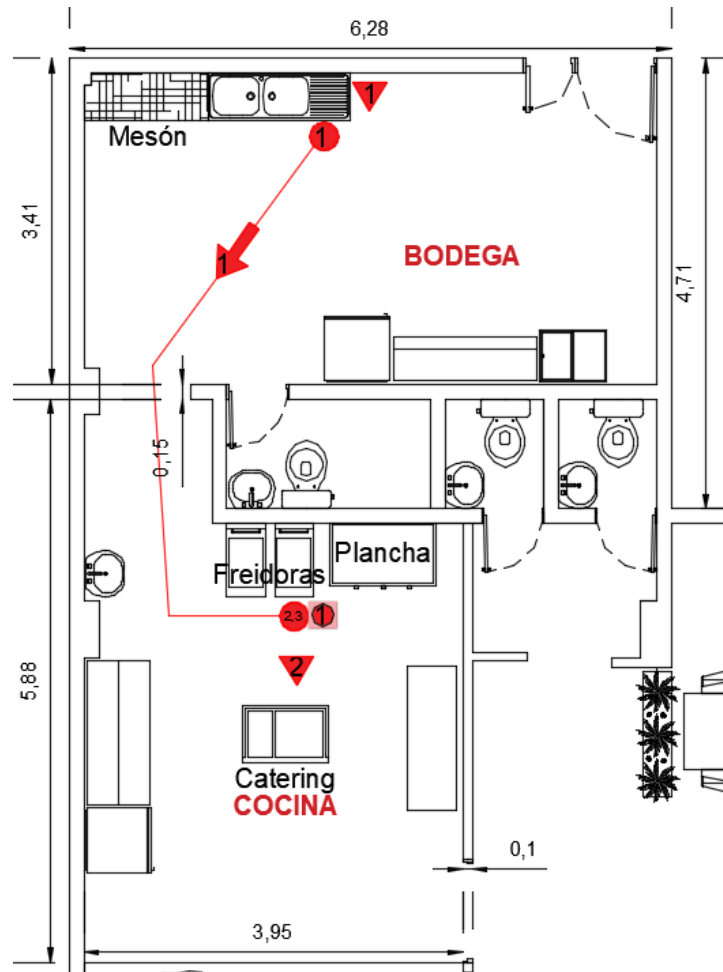 6,28
1
Mesón
1
3,41
1
BODEGA
4,71
0,15
Freidoras
Plancha
2,3
1
2
5,88
Catering
COCINA
0,1
3,95